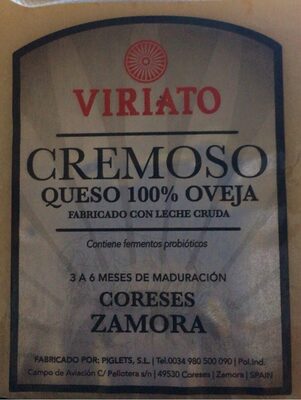 VIRIATO
CREMOSO
QUESO 100% OVEJA
FABRICADO CON LECHE CRUDA
Contiene fermentos probióticos
3 A 6 MESES DE MADURACIÓN
CORESES
ZAMORA
FABRICADO POR: PIGLETS, S.L. | Tel.0034 980 500 090 | Pol.Ind.
Campo de Aviación C/ Pellotera s/n | 49530 Coreses | Zamora | SPAIN